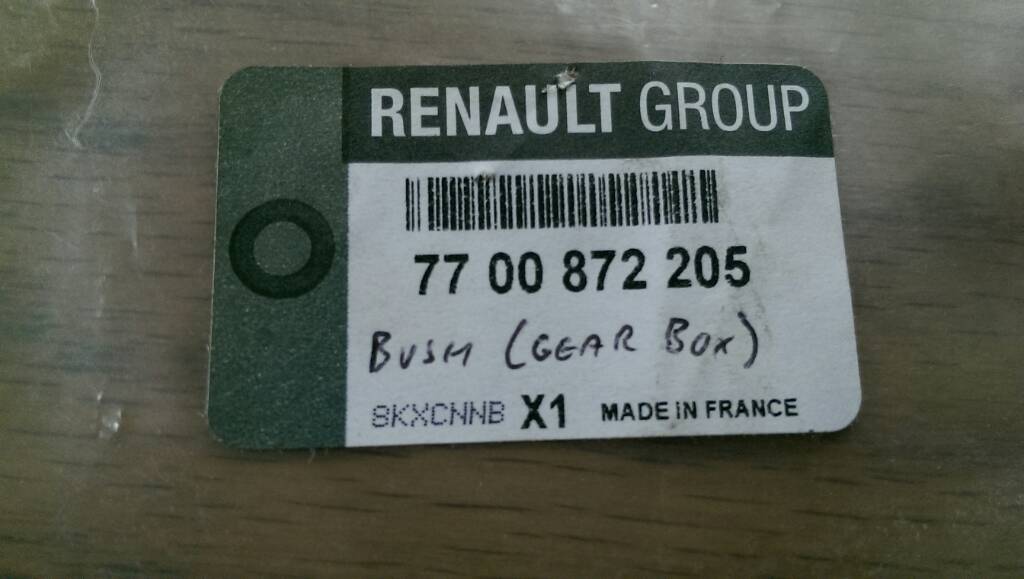 RENAULT GROUP
77 00 872 205
BUSH (GEAR BOX)
8KXCNNB X1 MADE IN FRANCE